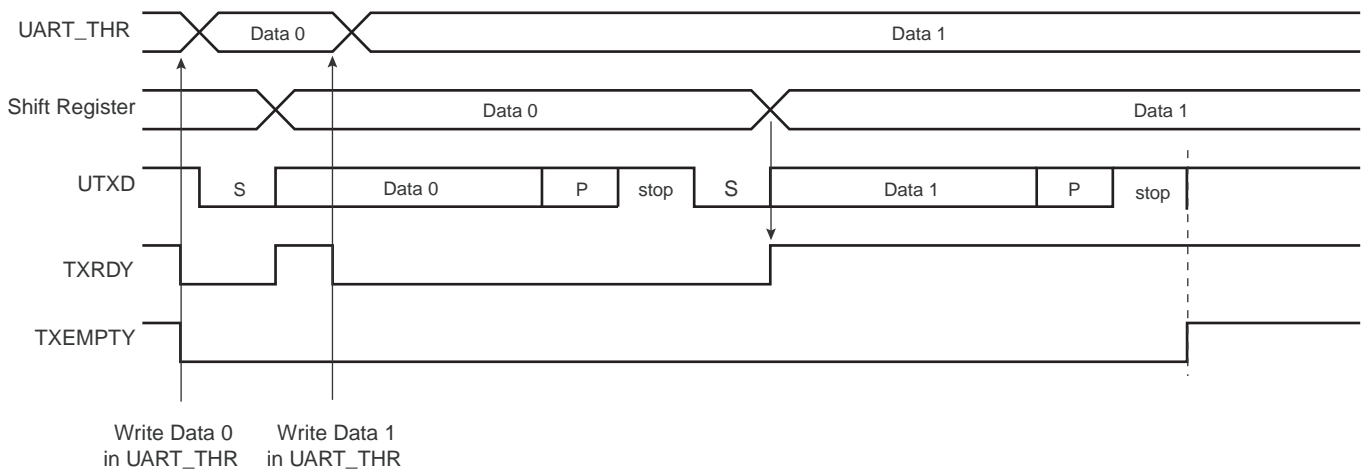 UART_THR
Data 0
Data 1
Shift Register
Data 0
Data 1
UTXD
S
Data 0
P
stop
S
Data 1
P
stop
TXRDY
TXEMPTY
Write Data 0
in UART_THR
Write Data 1
in UART_THR